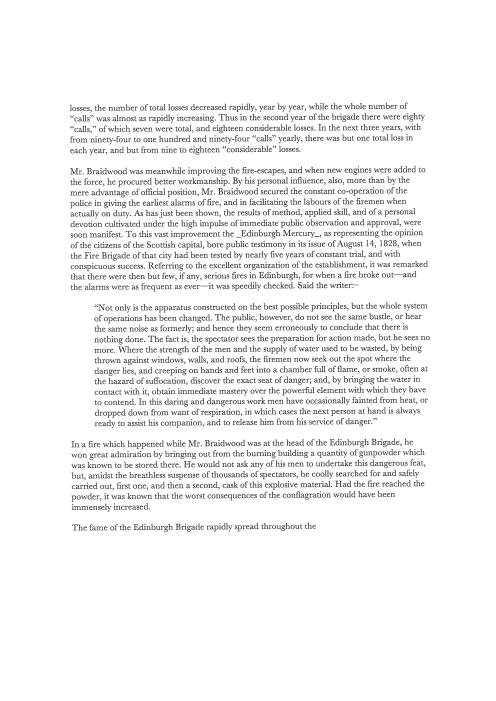 losses, the number of total losses decreased rapidly, year by year, while the whole number of
“calls” was almost as rapidly increasing. Thus in the second year of the brigade there were eighty
“calls,” of which seven were total, and eighteen considerable losses. In the next three years, with
from ninety-four to one hundred and ninety-four “calls” yearly, there was but one total loss in
each year, and but from nine to eighteen “considerable” losses.
Mr. Braidwood was meanwhile improving the fire-escapes, and when new engines were added to
the force, he procured better workmanship. By his personal influence, also, more than by the
mere advantage of official position, Mr. Braidwood secured the constant co-operation of the
police in giving the earliest alarms of fire, and in facilitating the labours of the firemen when
actually on duty. As has just been shown, the results of method, applied skill, and of a personal
devotion cultivated under the high impulse of immediate public observation and approval, were
soon manifest. To this vast improvement the _Edinburgh Mercury_, as representing the opinion
of the citizens of the Scottish capital, bore public testimony in its issue of August 14, 1828, when
the Fire Brigade of that city had been tested by nearly five years of constant trial, and with
conspicuous success. Referring to the excellent organization of the establishment, it was remarked
that there were then but few, if any, serious fires in Edinburgh, for when a fire broke out—and
the alarms were as frequent as ever—it was speedily checked. Said the writer:–
“Not only is the apparatus constructed on the best possible principles, but the whole system
of operations has been changed. The public, however, do not see the same bustle, or hear
the same noise as formerly; and hence they seem erroneously to conclude that there is
nothing done. The fact is, the spectator sees the preparation for action made, but he sees no
more. Where the strength of the men and the supply of water used to be wasted, by being
thrown against windows, walls, and roofs, the firemen now seek out the spot where the
danger lies, and creeping on hands and feet into a chamber full of flame, or smoke, often at
the hazard of suffocation, discover the exact seat of danger; and, by bringing the water in
contact with it, obtain immediate mastery over the powerful element with which they have
to contend. In this daring and dangerous work men have occasionally fainted from heat, or
dropped down from want of respiration, in which cases the next person at hand is always
ready to assist his companion, and to release him from his service of danger.”
In a fire which happened while Mr. Braidwood was at the head of the Edinburgh Brigade, he
won great admiration by bringing out from the burning building a quantity of gunpowder which
was known to be stored there. He would not ask any of his men to undertake this dangerous feat,
but, amidst the breathless suspense of thousands of spectators, he coolly searched for and safely
carried out, first one, and then a second, cask of this explosive material. Had the fire reached the
powder, it was known that the worst consequences of the conflagration would have been
immensely increased.
The fame of the Edinburgh Brigade rapidly spread throughout the